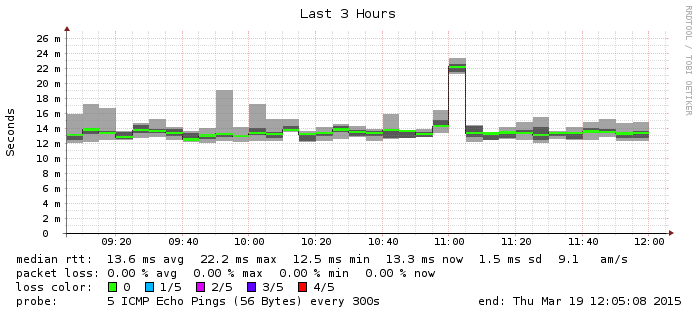 Last 3 Hours
RRDTOOL / TOBI OETIKER
Seconds
26 m
24 m
22 m
20 m
18 m
16 m
14 m
12 m
10 m
8 m
6 m
4 m
2 m
0
09:20 09:40 10:00 10:20 10:40 11:00 11:20 11:40 12:00
median rtt: 13.6 ms avg 22.2 ms max 12.5 ms min 13.3 ms now 1.5 ms sd 9.1 am/s
packet loss: 0.00 % avg 0.00 % max 0.00 % min 0.00 % now
loss color: 0 1/5 2/5 3/5 4/5
probe: 5 ICMP Echo Pings (56 Bytes) every 300s end: Thu Mar 19 12:05:08 2015